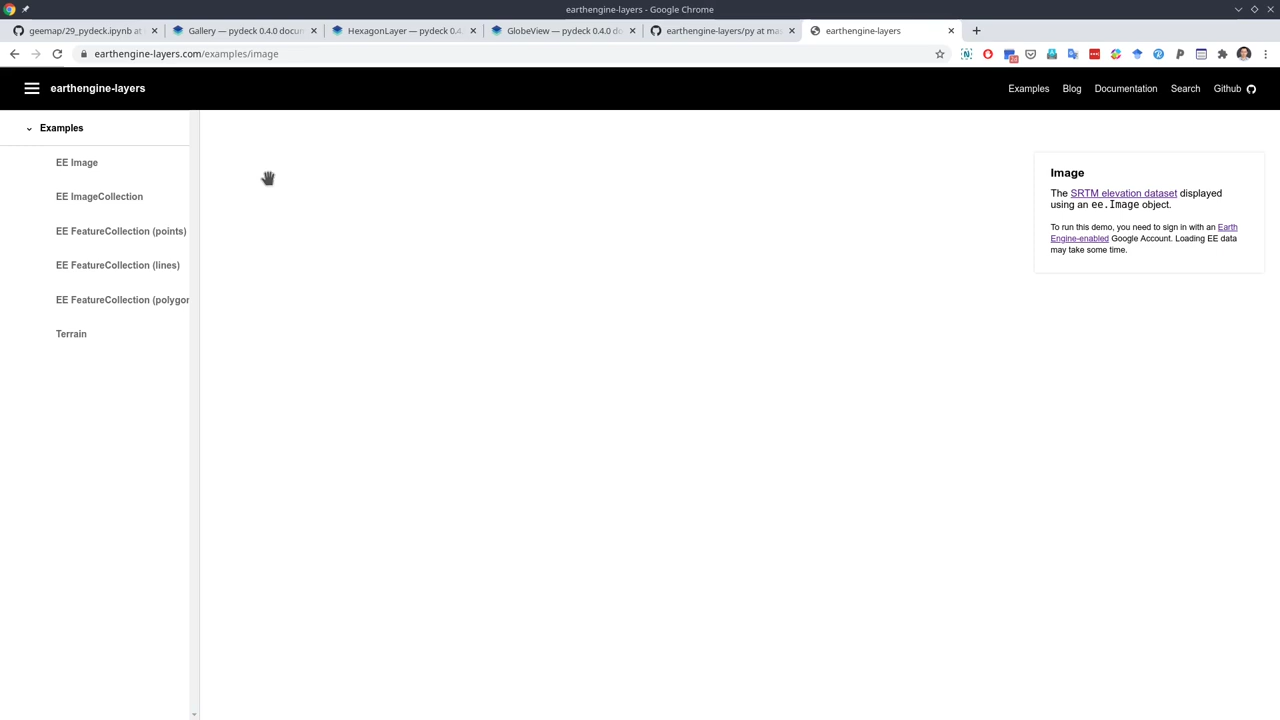 earthengine-layers - Google Chrome
geemap/29_pydeck.ipynb at
Gallery — pydeck 0.4.0 docun
HexagonLayer — pydeck 0.4
GlobeView — pydeck 0.4.0 do
earthengine-layers/py at mas
earthengine-layers
earthengine-layers.com/examples/image
earthengine-layers
Examples
Blog
Documentation
Search
Github
Examples
EE Image
EE ImageCollection
EE FeatureCollection (points)
EE FeatureCollection (lines)
EE FeatureCollection (polygon
Terrain
Image
The SRTM elevation dataset displayed
using an ee.Image object.
To run this demo, you need to sign in with an Earth
Engine-enabled Google Account. Loading EE data
may take some time.